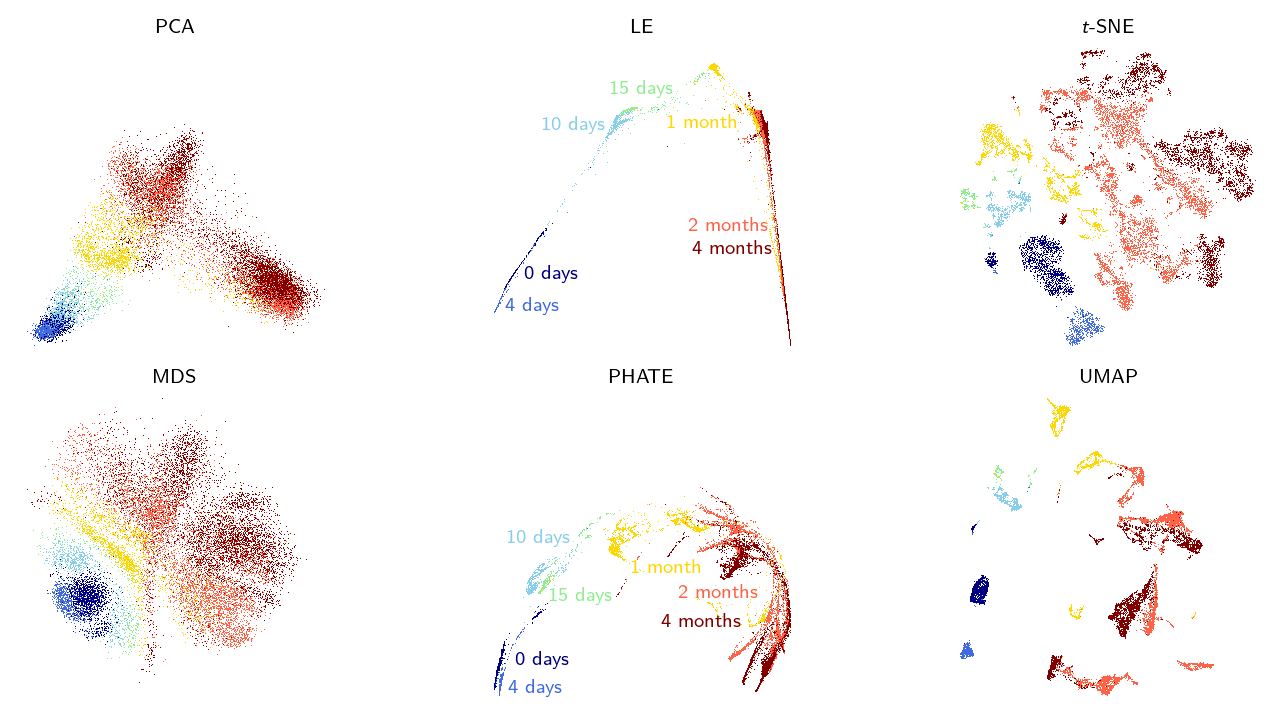 PCA
LE
t-SNE
15 days
10 days
1 month
2 months
4 months
0 days
4 days
MDS
PHATE
UMAP
10 days
1 month
15 days
2 months
4 months
0 days
4 days